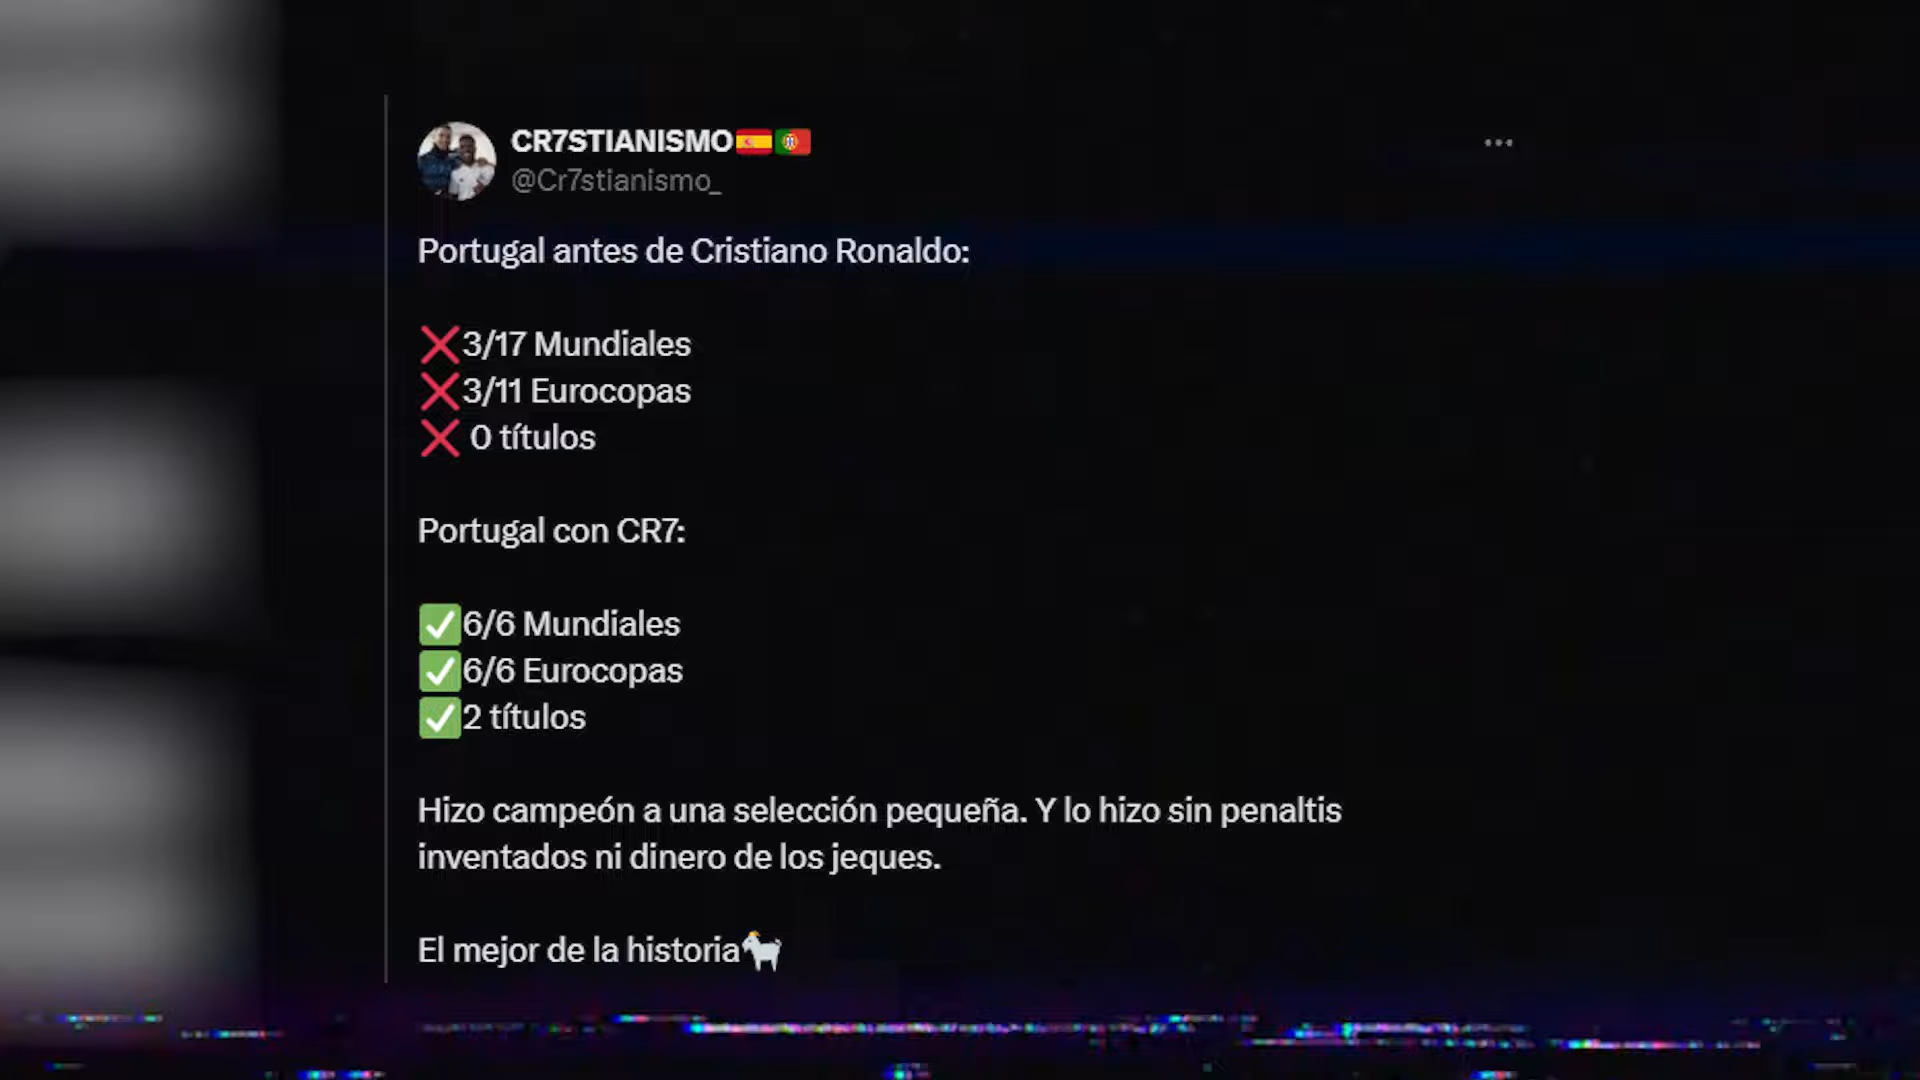 CR7STIANISMO🇪🇸🇵🇹
@Cr7stianismo_
Portugal antes de Cristiano Ronaldo:
❌3/17 Mundiales
❌3/11 Eurocopas
❌ 0 títulos
Portugal con CR7:
✅6/6 Mundiales
✅6/6 Eurocopas
✅2 títulos
Hizo campeón a una selección pequeña. Y lo hizo sin penaltis
inventados ni dinero de los jeques.
El mejor de la historia🐐